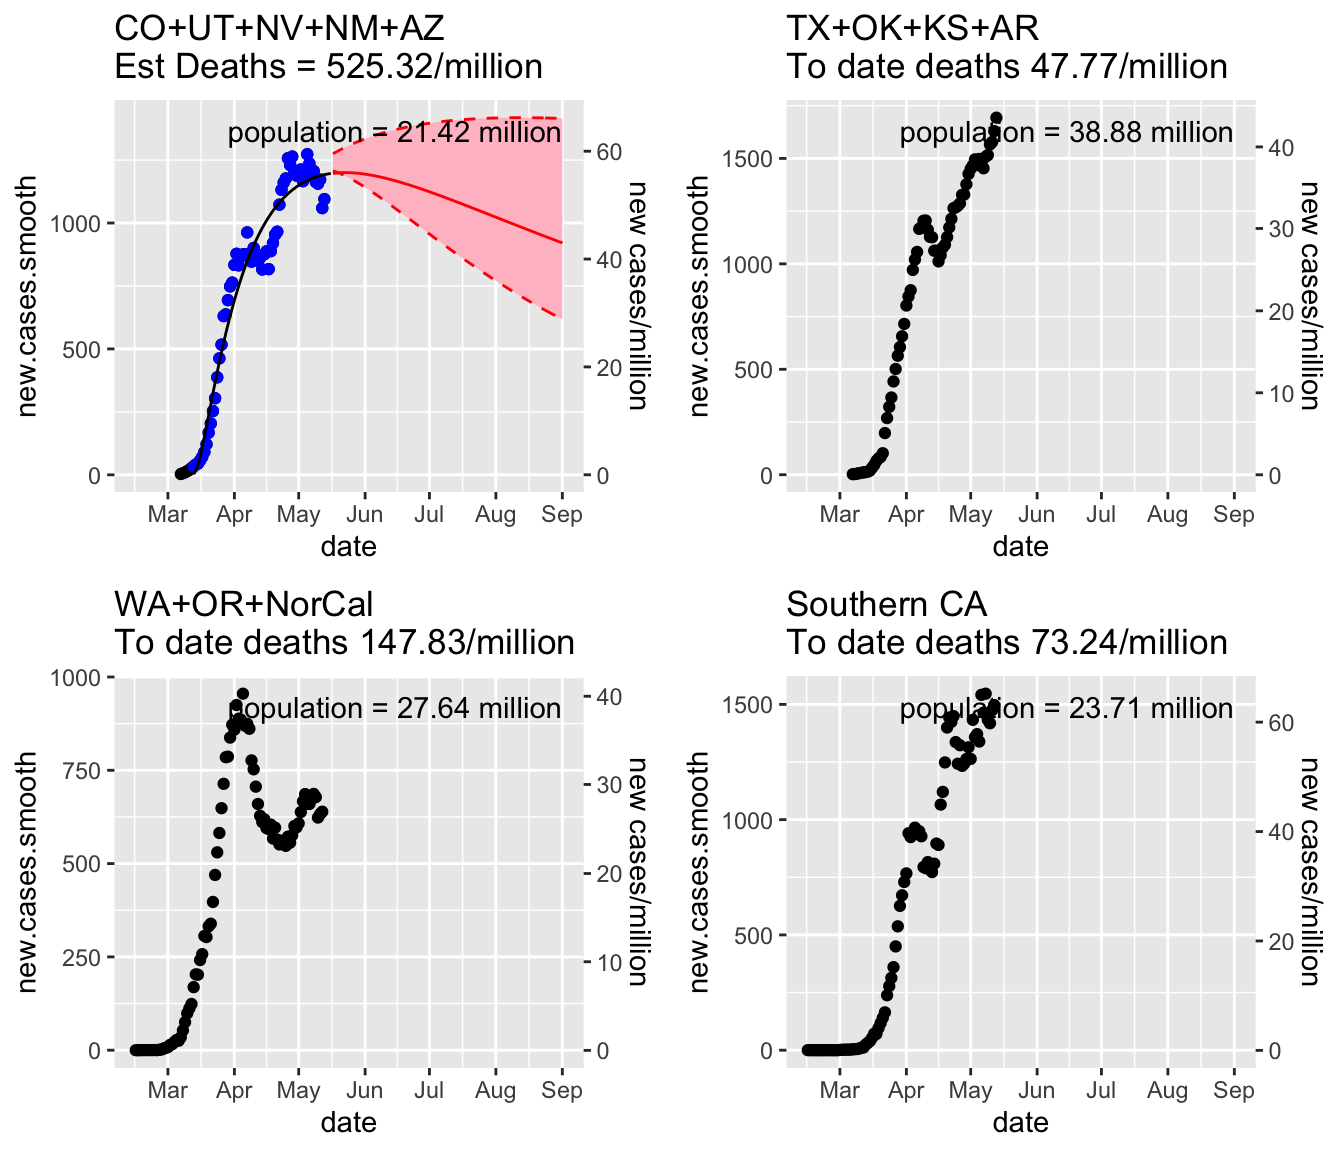 CO+UT+NV+NM+AZ
Est Deaths = 525.32/million
population = 21.42 million
new.cases.smooth
1000
500
0
60
40
20
0
new cases/million
Mar Apr May Jun Jul Aug Sep
date
TX+OK+KS+AR
To date deaths 47.77/million
population = 38.88 million
new.cases.smooth
1500
1000
500
0
40
30
20
10
0
new cases/million
Mar Apr May Jun Jul Aug Sep
date
WA+OR+NorCal
To date deaths 147.83/million
population = 27.64 million
new.cases.smooth
1000
750
500
250
0
40
30
20
10
0
new cases/million
Mar Apr May Jun Jul Aug Sep
date
Southern CA
To date deaths 73.24/million
population = 23.71 million
new.cases.smooth
1500
1000
500
0
60
40
20
0
new cases/million
Mar Apr May Jun Jul Aug Sep
date